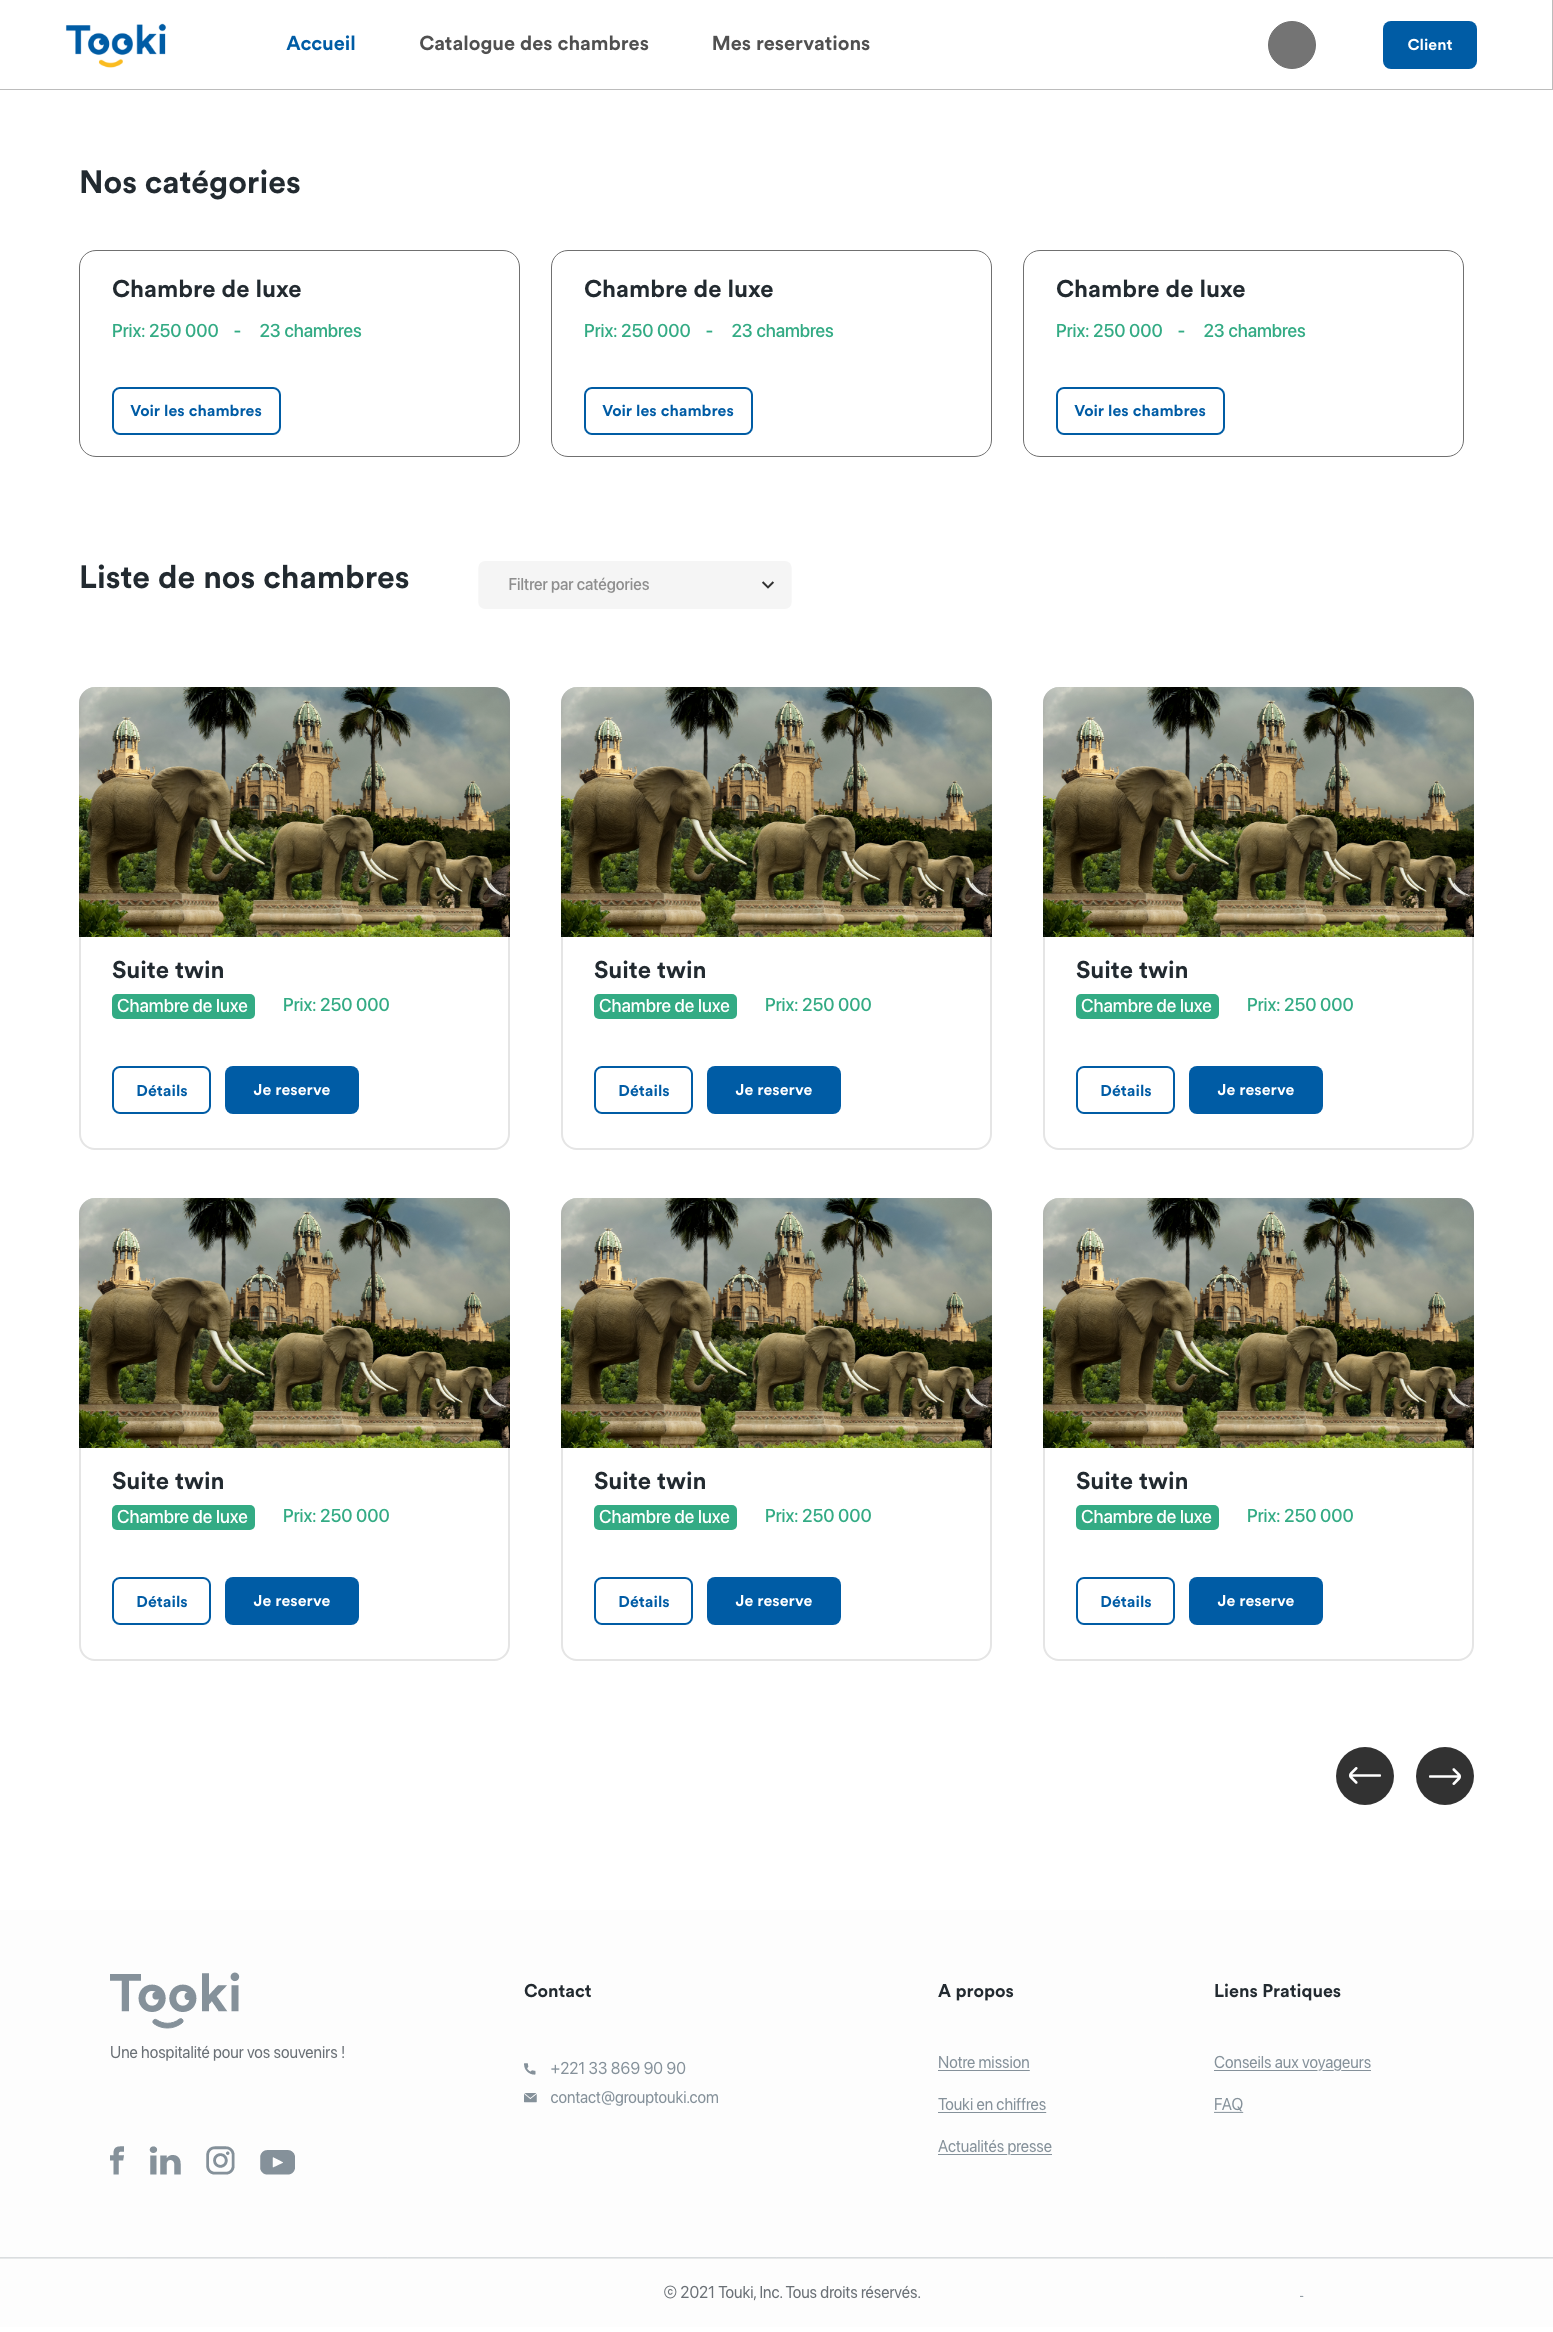 Tooki
Accueil
Catalogue des chambres
Mes reservations
Client
Nos catégories
Chambre de luxe
Prix: 250 000 - 23 chambres
Voir les chambres
Chambre de luxe
Prix: 250 000 - 23 chambres
Voir les chambres
Chambre de luxe
Prix: 250 000 - 23 chambres
Voir les chambres
Liste de nos chambres
Filtrer par catégories
Suite twin
Chambre de luxe Prix: 250 000
Détails Je reserve
Suite twin
Chambre de luxe Prix: 250 000
Détails Je reserve
Suite twin
Chambre de luxe Prix: 250 000
Détails Je reserve
Suite twin
Chambre de luxe Prix: 250 000
Détails Je reserve
Suite twin
Chambre de luxe Prix: 250 000
Détails Je reserve
Suite twin
Chambre de luxe Prix: 250 000
Détails Je reserve
Tooki
Une hospitalité pour vos souvenirs !
Contact
+221 33 869 90 90
contact@grouptouki.com
A propos
Notre mission
Touki en chiffres
Actualités presse
Liens Pratiques
Conseils aux voyageurs
FAQ
© 2021 Touki, Inc. Tous droits réservés.
-